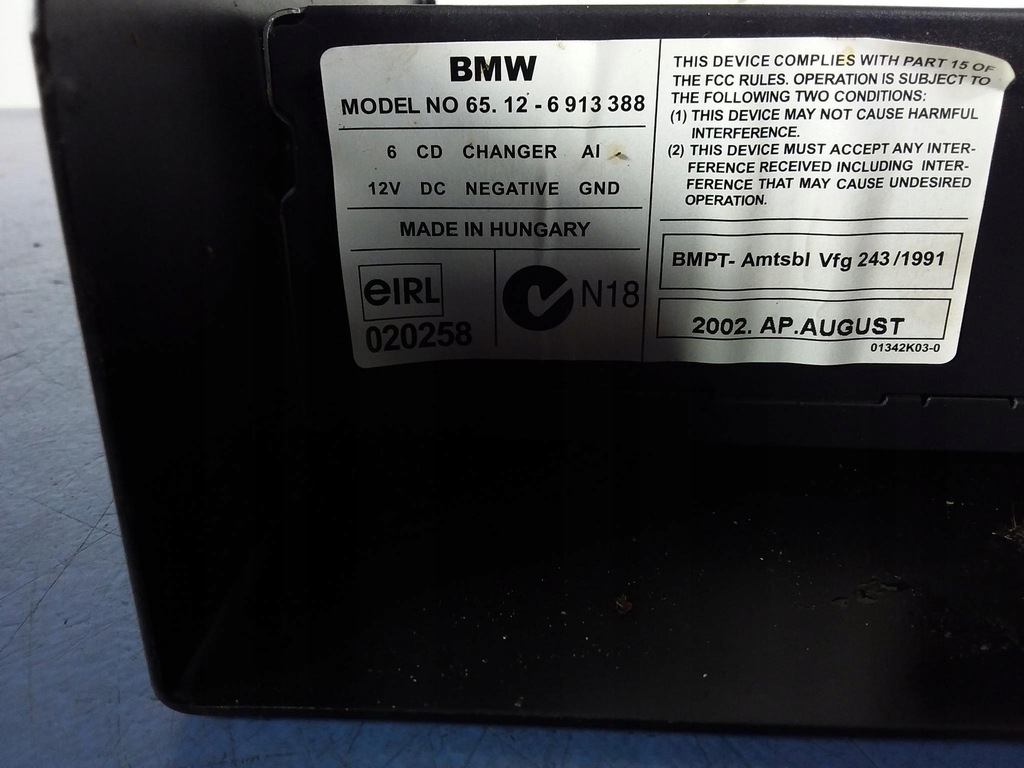 BMW
MODEL NO 65. 12 - 6 913 388
6 CD CHANGER AI
12V DC NEGATIVE GND
MADE IN HUNGARY
eIRL
020258
N18
THIS DEVICE COMPLIES WITH PART 15 OF
THE FCC RULES. OPERATION IS SUBJECT TO
THE FOLLOWING TWO CONDITIONS:
(1) THIS DEVICE MAY NOT CAUSE HARMFUL
INTERFERENCE.
(2) THIS DEVICE MUST ACCEPT ANY INTER-
FERENCE RECEIVED INCLUDING INTER-
FERENCE THAT MAY CAUSE UNDESIRED
OPERATION.
BMPT- Amtsbl Vfg 243/1991
2002. AP.AUGUST
01342K03-0